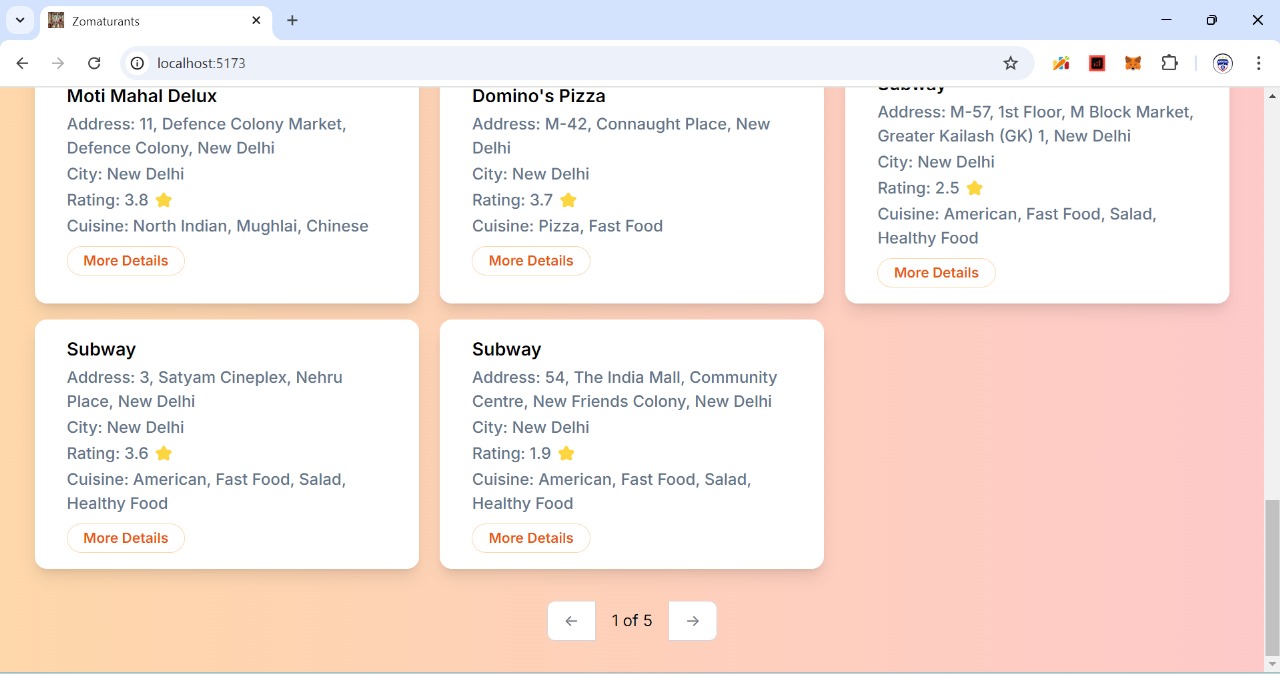 Zomaturants
localhost:5173
Moti Mahal Delux
Address: 11, Defence Colony Market,
Defence Colony, New Delhi
City: New Delhi
Rating: 3.8
Cuisine: North Indian, Mughlai, Chinese
More Details
Domino's Pizza
Address: M-42, Connaught Place, New
Delhi
City: New Delhi
Rating: 3.7
Cuisine: Pizza, Fast Food
More Details
Subway
Address: M-57, 1st Floor, M Block Market,
Greater Kailash (GK) 1, New Delhi
City: New Delhi
Rating: 2.5
Cuisine: American, Fast Food, Salad,
Healthy Food
More Details
Subway
Address: 3, Satyam Cineplex, Nehru
Place, New Delhi
City: New Delhi
Rating: 3.6
Cuisine: American, Fast Food, Salad,
Healthy Food
More Details
Subway
Address: 54, The India Mall, Community
Centre, New Friends Colony, New Delhi
City: New Delhi
Rating: 1.9
Cuisine: American, Fast Food, Salad,
Healthy Food
More Details
1 of 5